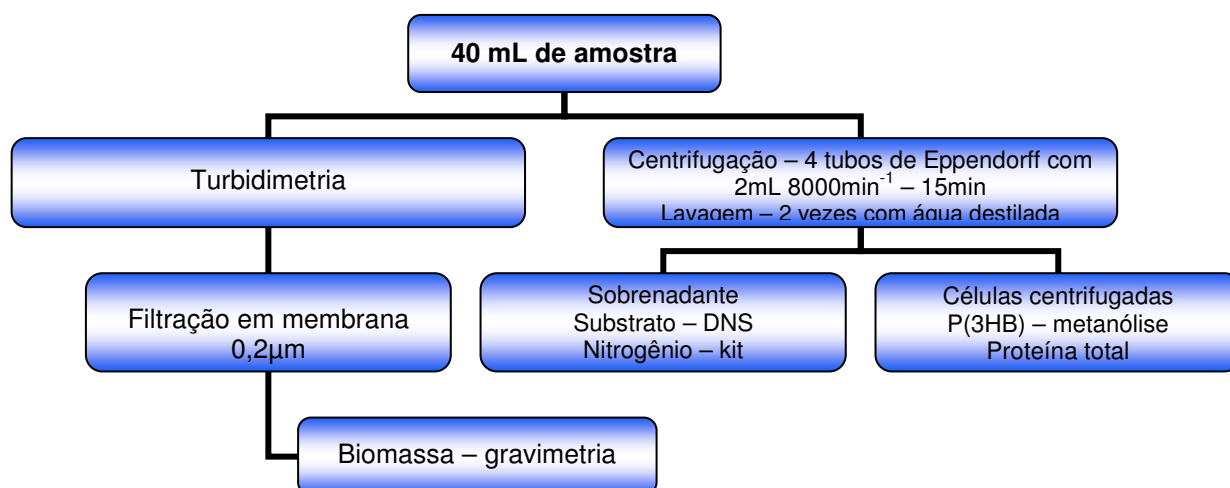 40 mL de amostra
Turbidimetria
Centrifugação – 4 tubos de Eppendorff com
2mL 8000min⁻¹ – 15min
Lavagem – 2 vezes com água destilada
Filtração em membrana
0,2µm
Sobrenadante
Substrato – DNS
Nitrogênio – kit
Células centrifugadas
P(3HB) – metanólise
Proteína total
Biomassa – gravimetria